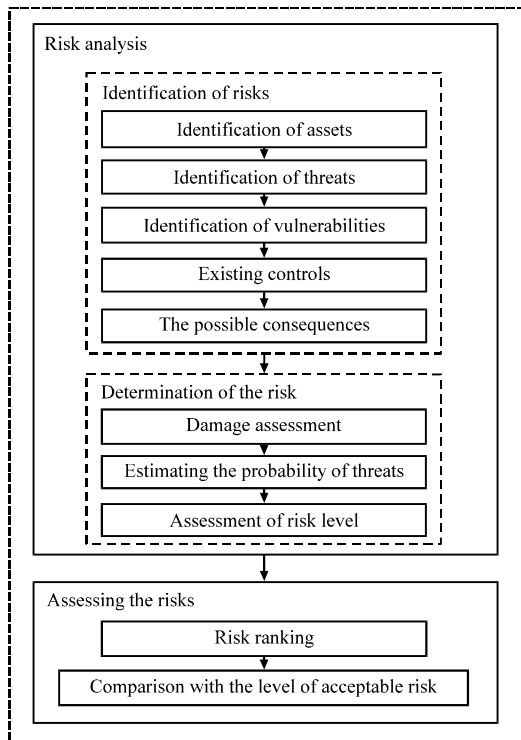 Risk analysis
Identification of risks
Identification of assets
Identification of threats
Identification of vulnerabilities
Existing controls
The possible consequences
Determination of the risk
Damage assessment
Estimating the probability of threats
Assessment of risk level
Assessing the risks
Risk ranking
Comparison with the level of acceptable risk